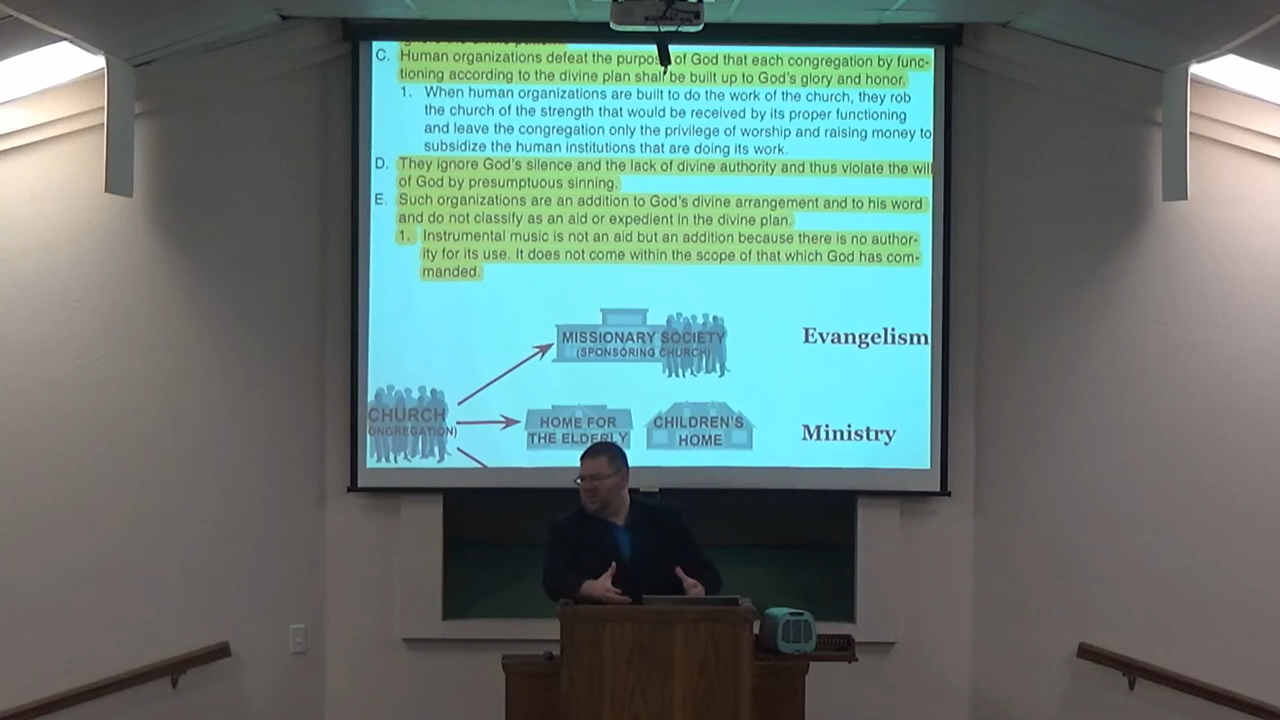 C. Human organizations defeat the purpose of God that each congregation by func-
tioning according to the divine plan shall be built up to God's glory and honor.
1. When human organizations are built to do the work of the church, they rob
the church of the strength that would be received by its proper functioning
and leave the congregation only the privilege of worship and raising money to
subsidize the human institutions that are doing its work.
D. They ignore God's silence and the lack of divine authority and thus violate the will
of God by presumptuous sinning.
E. Such organizations are an addition to God's divine arrangement and to his word
and do not classify as an aid or expedient in the divine plan.
1. Instrumental music is not an aid but an addition because there is no author-
ity for its use. It does not come within the scope of that which God has com-
manded.
MISSIONARY SOCIETY
(SPONSORING CHURCH)
Evangelism
CHURCH
ONGREGATION)
HOME FOR
THE ELDERLY
CHILDREN'S
HOME
Ministry